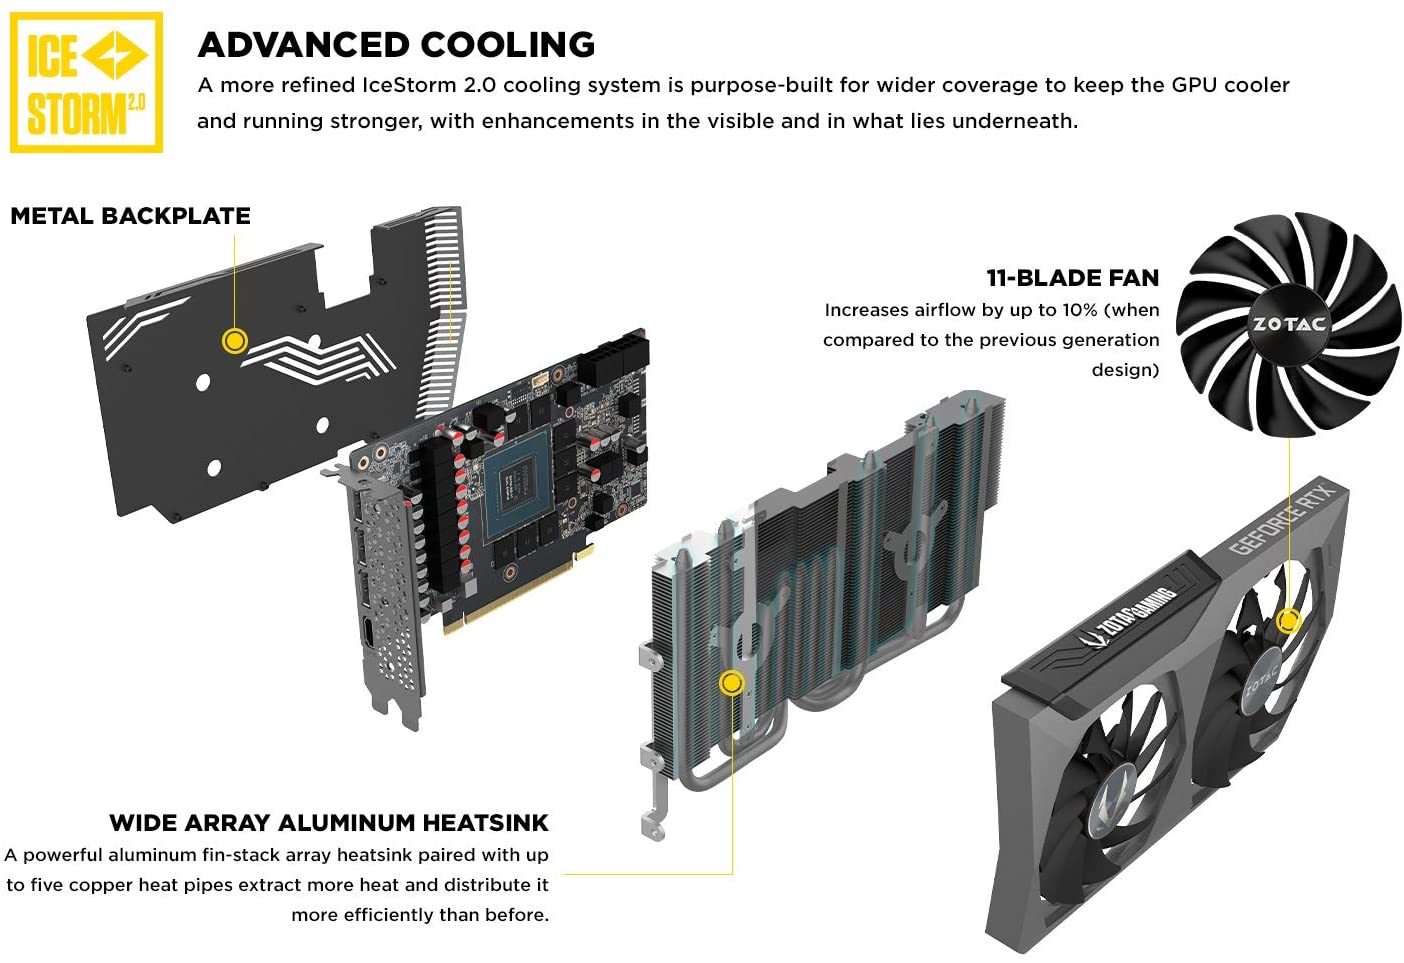 ICE
STORM 2.0
ADVANCED COOLING
A more refined IceStorm 2.0 cooling system is purpose-built for wider coverage to keep the GPU cooler
and running stronger, with enhancements in the visible and in what lies underneath.
METAL BACKPLATE
11-BLADE FAN
Increases airflow by up to 10% (when
compared to the previous generation
design)
ZOTAC
GEFORCE RTX
ZOTAC GAMING
ZOTAC
WIDE ARRAY ALUMINUM HEATSINK
A powerful aluminum fin-stack array heatsink paired with up
to five copper heat pipes extract more heat and distribute it
more efficiently than before.